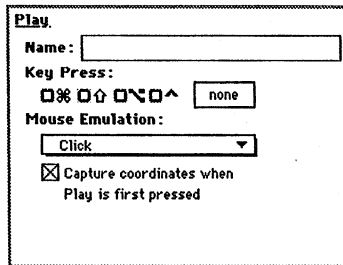 Play
Name:
Key Press:
⌘ ⇧ ⌥ ^ none
Mouse Emulation:
Click
Capture coordinates when
Play is first pressed